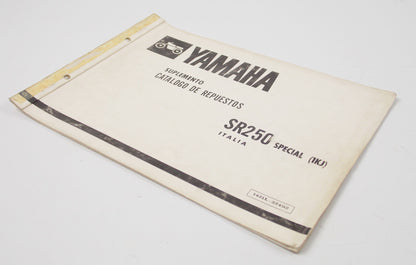 YAMAHA
SUPLEMENTO
CATALOGO DE REPUESTOS
SR250 SPECIAL (1KJ)
ITALIA